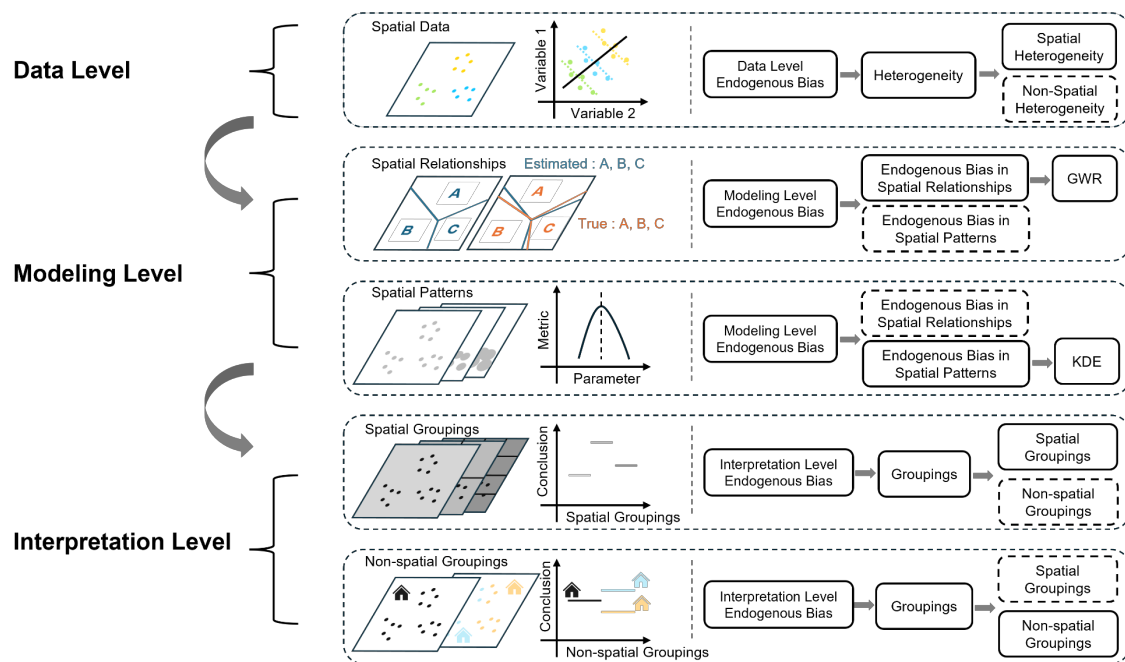 Data Level
Spatial Data
Variable 1
Variable 2
Data Level
Endogenous Bias
Heterogeneity
Spatial
Heterogeneity
Non-Spatial
Heterogeneity
Modeling Level
Spatial Relationships
Estimated : A, B, C
A
B
C
A
B
C
True : A, B, C
Modeling Level
Endogenous Bias
Endogenous Bias in
Spatial Relationships
GWR
Endogenous Bias in
Spatial Patterns
Spatial Patterns
Metric
Parameter
Modeling Level
Endogenous Bias
Endogenous Bias in
Spatial Relationships
Endogenous Bias in
Spatial Patterns
KDE
Interpretation Level
Spatial Groupings
Conclusion
Spatial Groupings
Interpretation Level
Endogenous Bias
Groupings
Spatial
Groupings
Non-spatial
Groupings
Non-spatial Groupings
Conclusion
Non-spatial Groupings
Interpretation Level
Endogenous Bias
Groupings
Spatial
Groupings
Non-spatial
Groupings